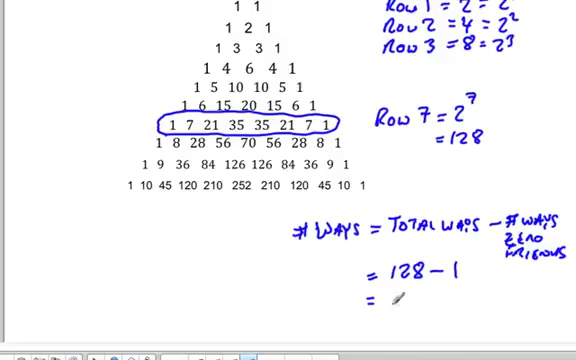 1 1
Row 1 = 2 = 2
1 2 1
Row 2 = 4 = 2²
1 3 3 1
Row 3 = 8 = 2³
1 4 6 4 1
1 5 10 10 5 1
1 6 15 20 15 6 1
1 7 21 35 35 21 7 1
Row 7 = 2⁷
= 128
1 8 28 56 70 56 28 8 1
1 9 36 84 126 126 84 36 9 1
1 10 45 120 210 252 210 120 45 10 1
# WAYS = TOTAL WAYS - # WAYS
ZERO
FRIENDS
= 128 - 1
=